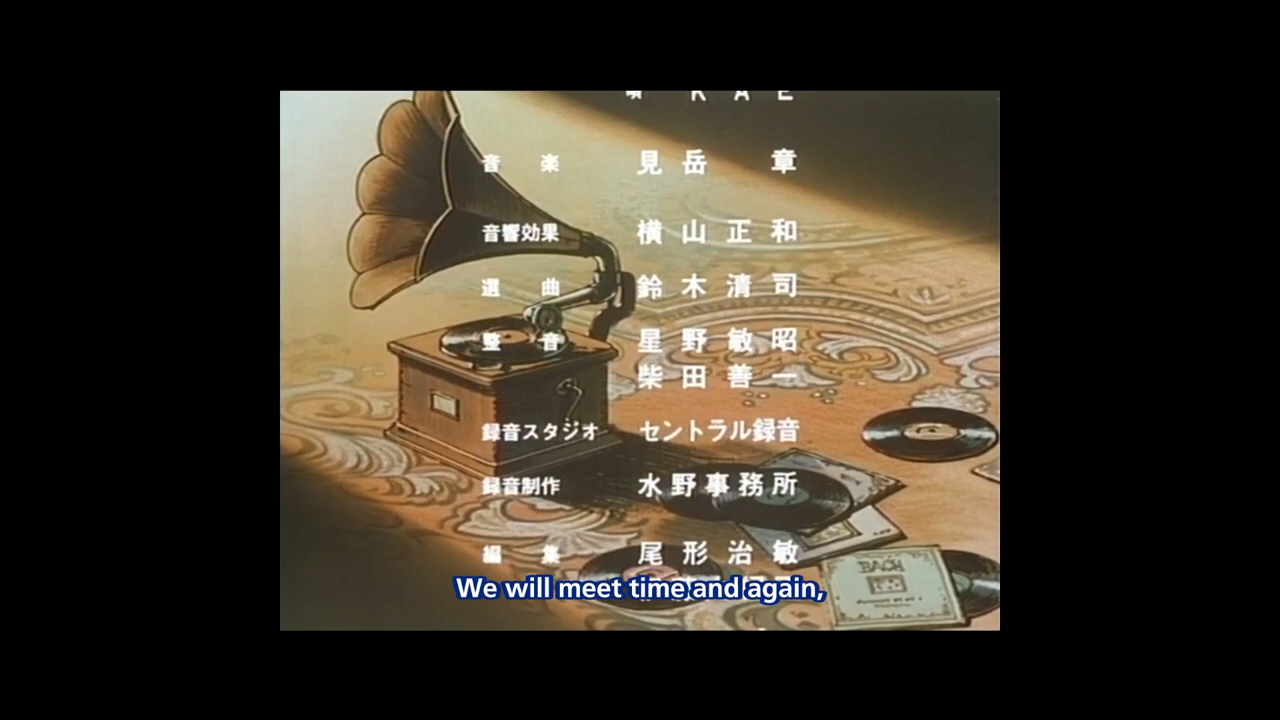 唄 KAE
音楽 見岳 章
音響効果 横山正和
選曲 鈴木清司
整音 星野敏昭
柴田善一
録音スタジオ セントラル録音
録音制作 水野事務所
編集 尾形治敏
We will meet time and again,
BACH